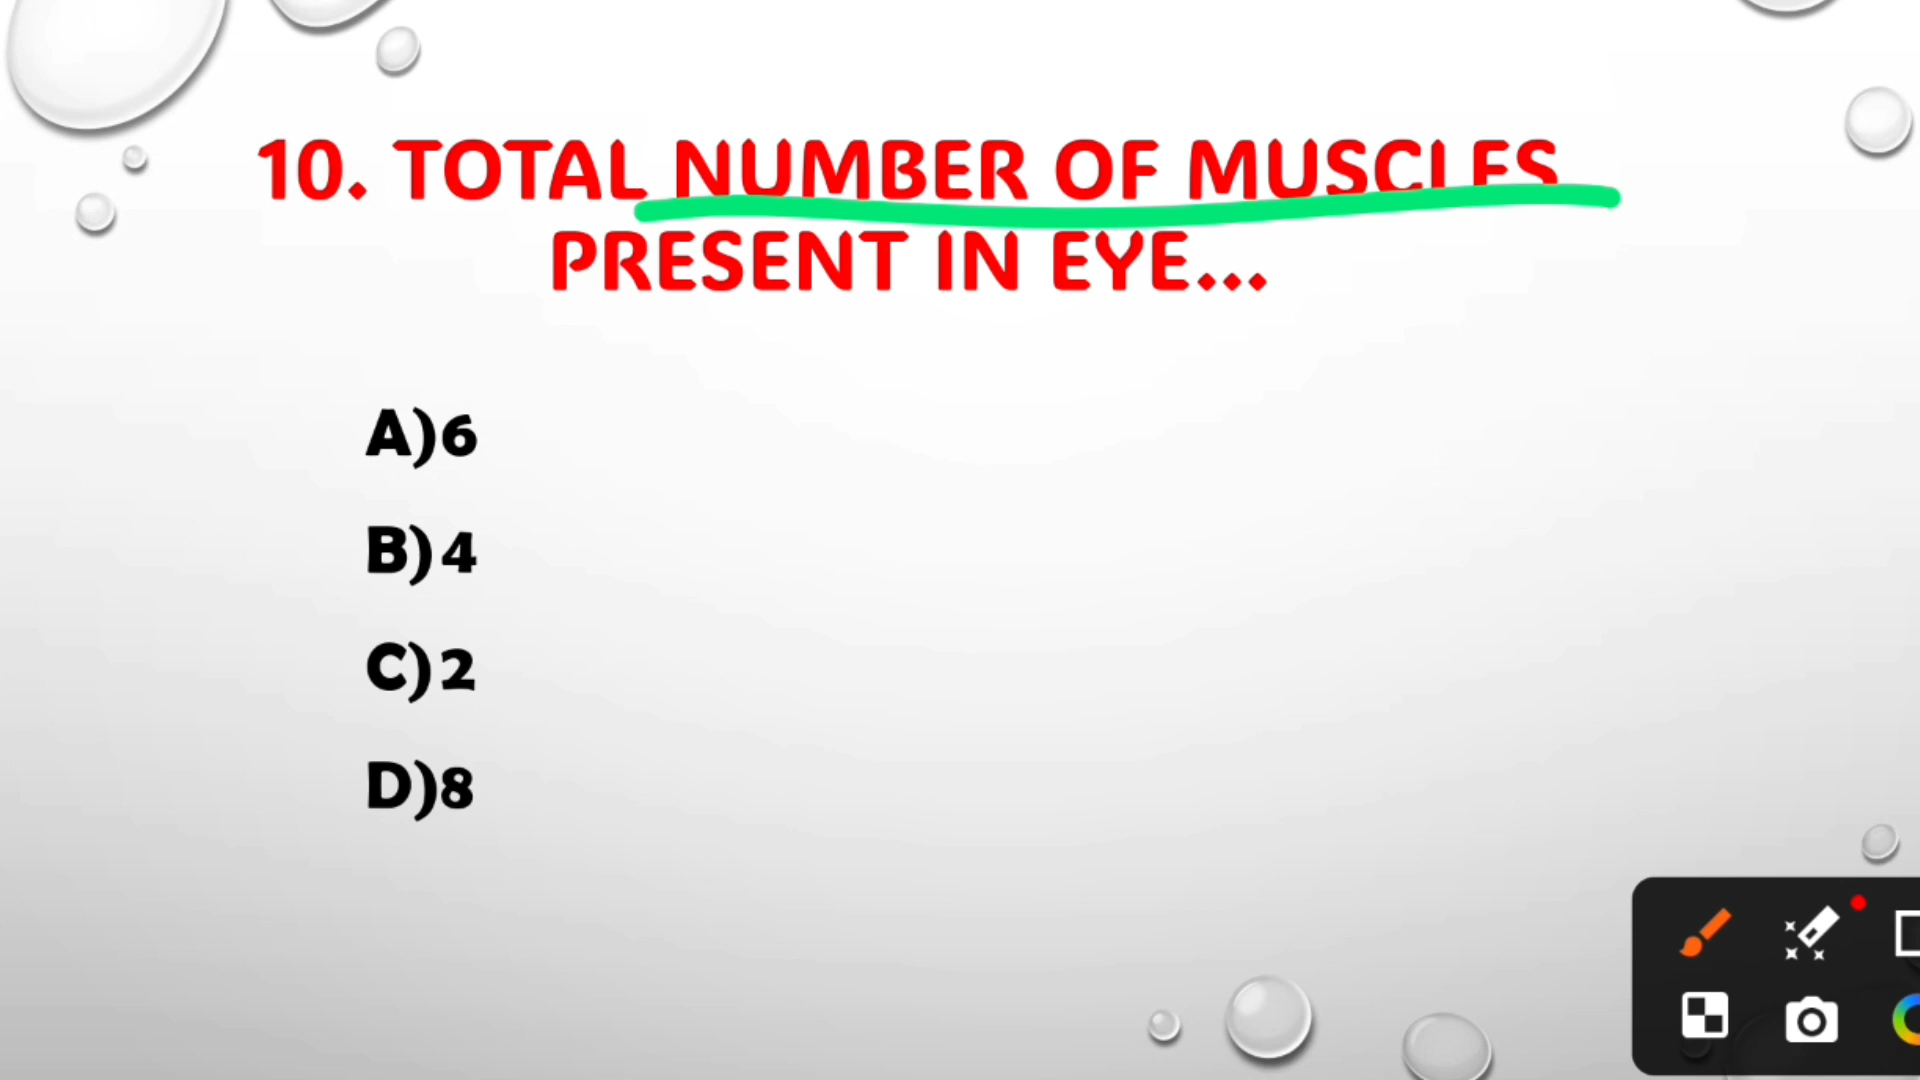 10. TOTAL NUMBER OF MUSCLES
PRESENT IN EYE...
A)6
B)4
C)2
D)8